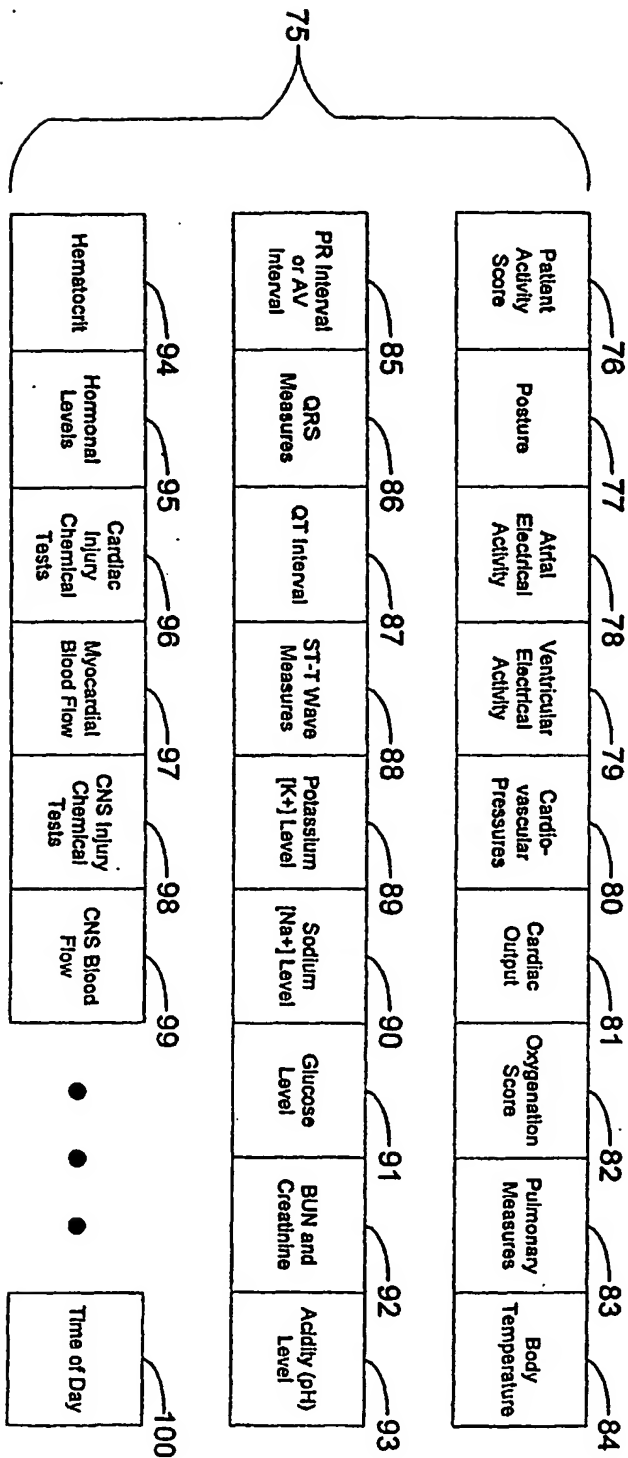 75
76
77
78
79
80
81
82
83
84
Patient
Activity
Score
Posture
Atrial
Electrical
Activity
Ventricular
Electrical
Activity
Cardio-
vascular
Pressures
Cardiac
Output
Oxygenation
Score
Pulmonary
Measures
Body
Temperature
85
86
87
88
89
90
91
92
93
PR Interval
or AV
Interval
QRS
Measures
QT Interval
ST-T Wave
Measures
Potassium
[K+] Level
Sodium
[Na+] Level
Glucose
Level
BUN and
Creatinine
Acidity (pH)
Level
94
95
96
97
98
99
100
Hematocrit
Hormonal
Levels
Cardiac
Injury
Chemical
Tests
Myocardial
Blood Flow
CNS Injury
Chemical
Tests
CNS Blood
Flow
Time of Day